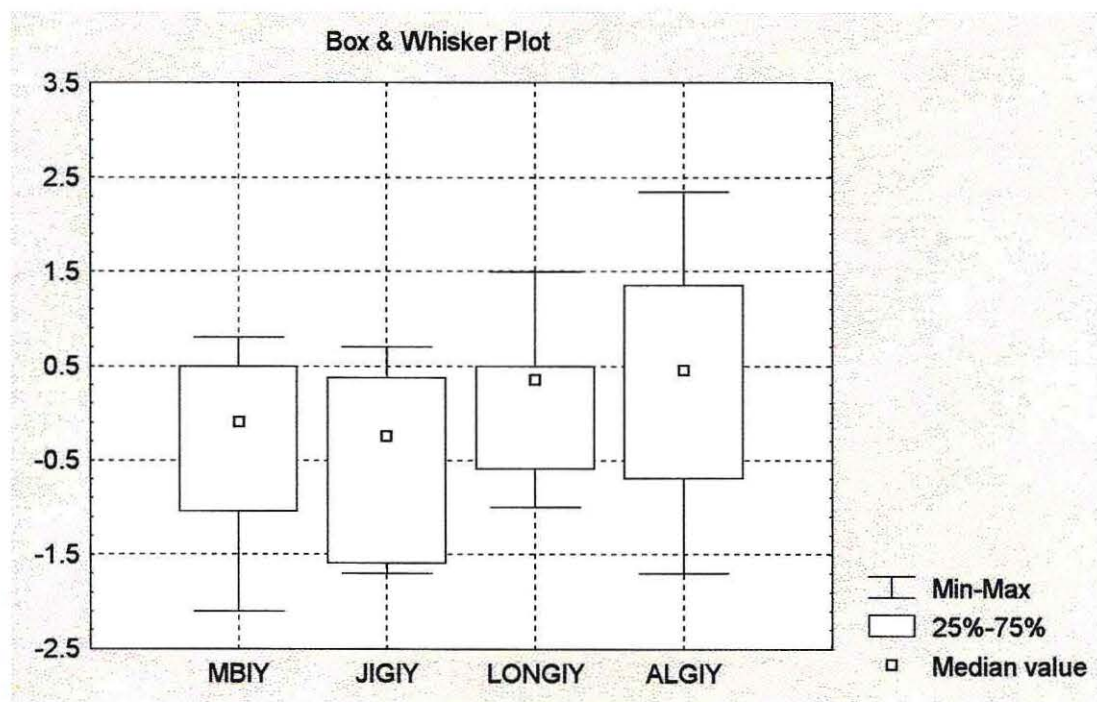 Box & Whisker Plot
3.5
2.5
1.5
0.5
-0.5
-1.5
-2.5
MBIY JIGIY LONGIY ALGIY
Min-Max
25%-75%
Median value